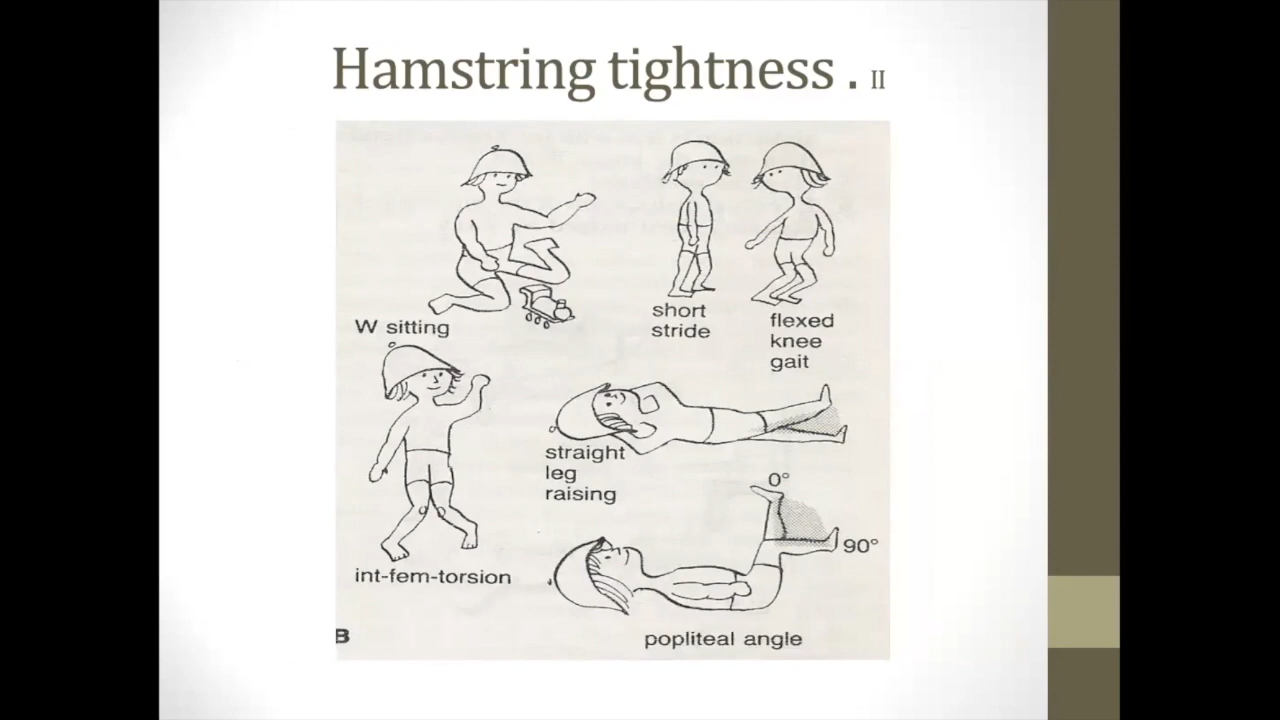 Hamstring tightness . II
W sitting
short
stride
flexed
knee
gait
int-fem-torsion
straight
leg
raising
0°
90°
popliteal angle
B